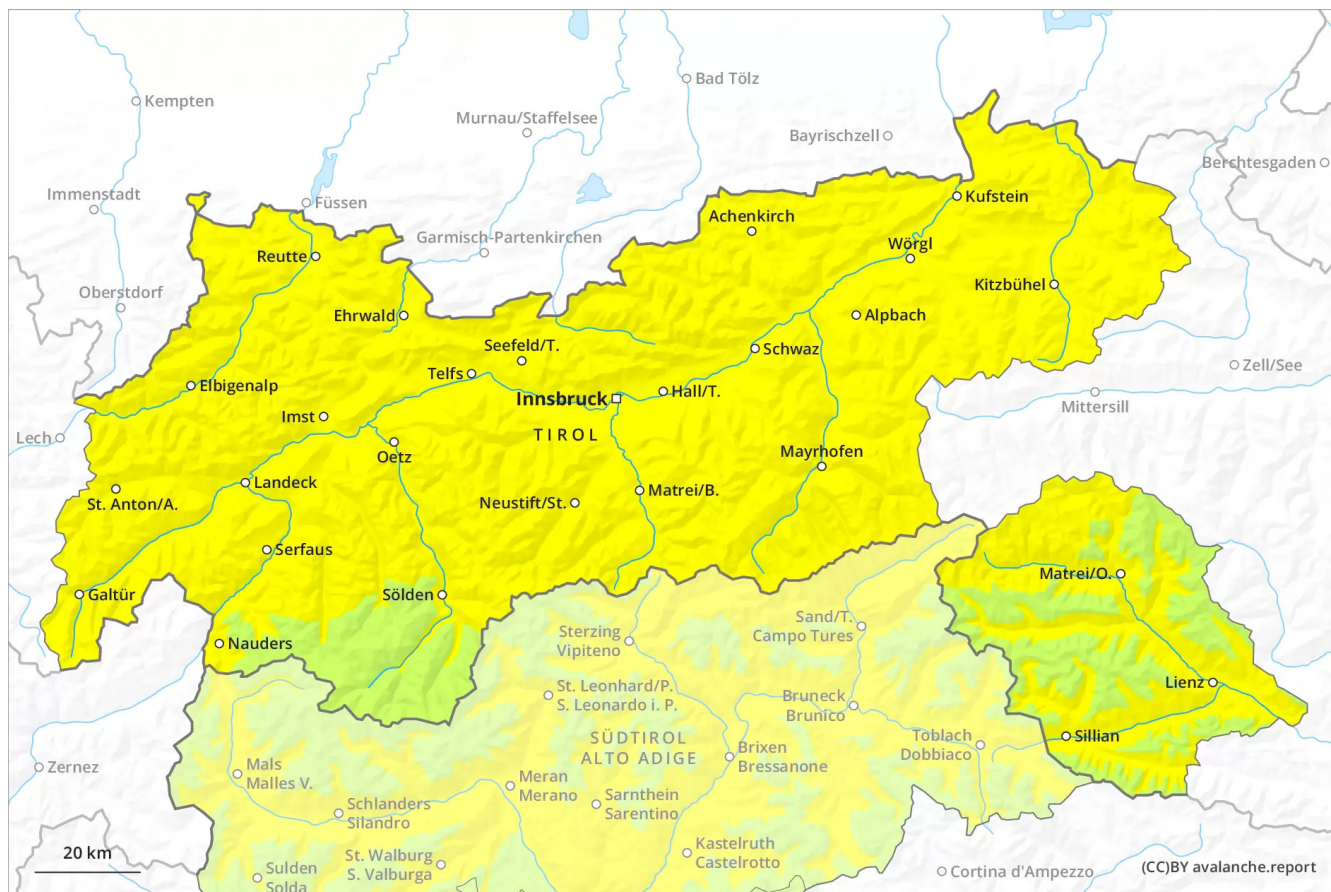 Kempten
Bad Tölz
Murnau/Staffelsee
Bayrischzell
Berchtesgaden
Immenstadt
Füssen
Kufstein
Achenkirch
Garmisch-Partenkirchen
Wörgl
Reutte
Oberstdorf
Kitzbühel
Ehrwald
Alpbach
Seefeld/T.
Schwaz
Zell/See
Telfs
Elbigenalp
Hall/T.
Innsbruck
Mittersill
Imst
TIROL
Lech
Oetz
Mayrhofen
Landeck
Matrei/B.
St. Anton/A.
Neustift/St.
Serfaus
Matrei/O.
Galtür
Sölden
Sand/T.
Campo Tures
Sterzing
Vipiteno
Nauders
Lienz
St. Leonhard/P.
S. Leonardo i. P.
Bruneck
Brunico
SÜDTIROL
ALTO ADIGE
Toblach
Dobbiaco
Sillian
Brixen
Bressanone
Zernez
Mals
Malles V.
Meran
Merano
Sarnthein
Sarentino
Schlanders
Silandro
Kastelruth
Castelrotto
20 km
St. Walburg
S. Valburga
Sulden
Solda
Cortina d'Ampezzo
(CC)BY avalanche.report